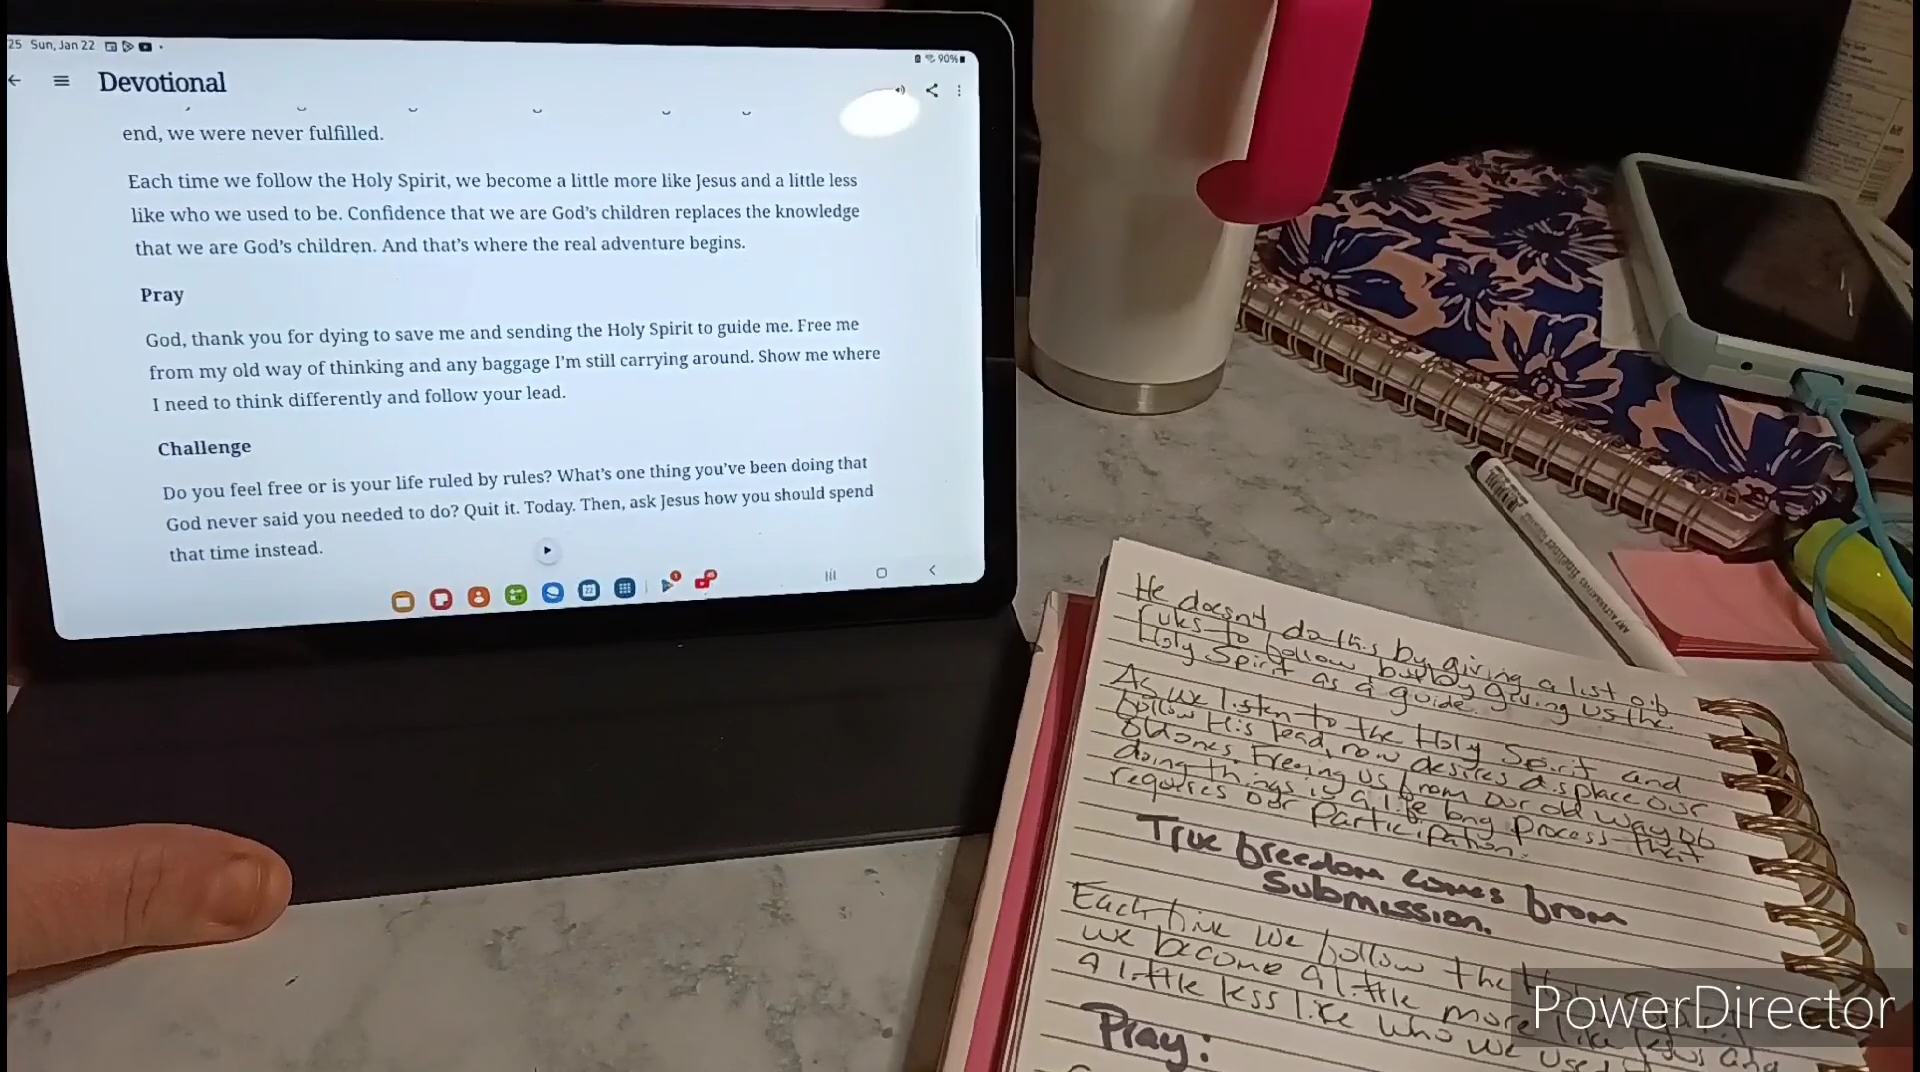 25 Sun, Jan 22
90%
Devotional
end, we were never fulfilled.
Each time we follow the Holy Spirit, we become a little more like Jesus and a little less
like who we used to be. Confidence that we are God's children replaces the knowledge
that we are God's children. And that's where the real adventure begins.
Pray
God, thank you for dying to save me and sending the Holy Spirit to guide me. Free me
from my old way of thinking and any baggage I'm still carrying around. Show me where
I need to think differently and follow your lead.
Challenge
Do you feel free or is your life ruled by rules? What's one thing you've been doing that
God never said you needed to do? Quit it. Today. Then, ask Jesus how you should spend
that time instead.
He doesn't do this by giving a list of
rules to follow but by giving us the
Holy Spirit as a guide.
As we listen to the Holy Spirit and
follow His lead, new desires displace our
old ones. Freeing us from our old way of
doing things is a life long process that
requires our participation.
True freedom comes from
submission.
Each time we follow the
we become a little more like Jesus and
a little less like who we used
Pray:
PowerDirector